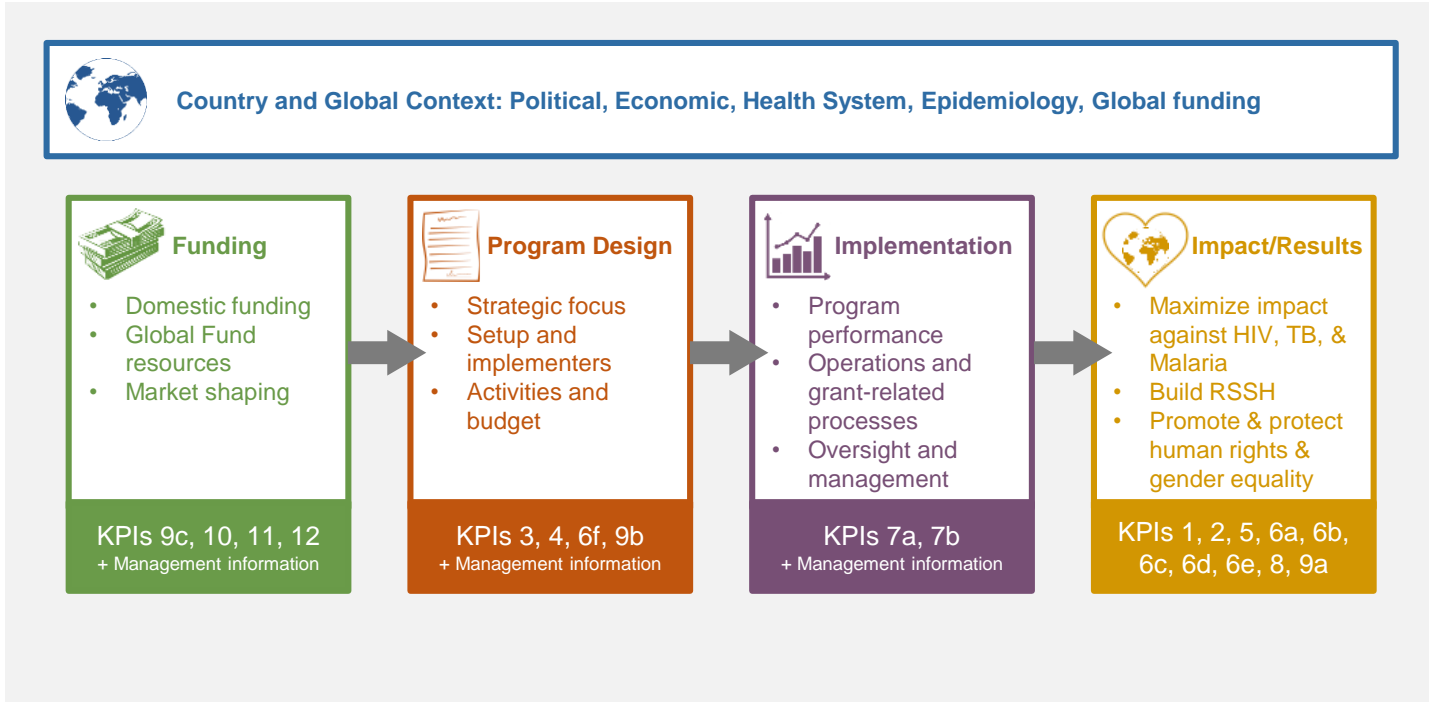 Country and Global Context: Political, Economic, Health System, Epidemiology, Global funding
Funding
• Domestic funding
• Global Fund
resources
• Market shaping
KPIs 9c, 10, 11, 12
+ Management information
Program Design
• Strategic focus
• Setup and
implementers
• Activities and
budget
KPIs 3, 4, 6f, 9b
+ Management information
Implementation
• Program
performance
• Operations and
grant-related
processes
• Oversight and
management
KPIs 7a, 7b
+ Management information
Impact/Results
• Maximize impact
against HIV, TB, &
Malaria
• Build RSSH
• Promote & protect
human rights &
gender equality
KPIs 1, 2, 5, 6a, 6b,
6c, 6d, 6e, 8, 9a